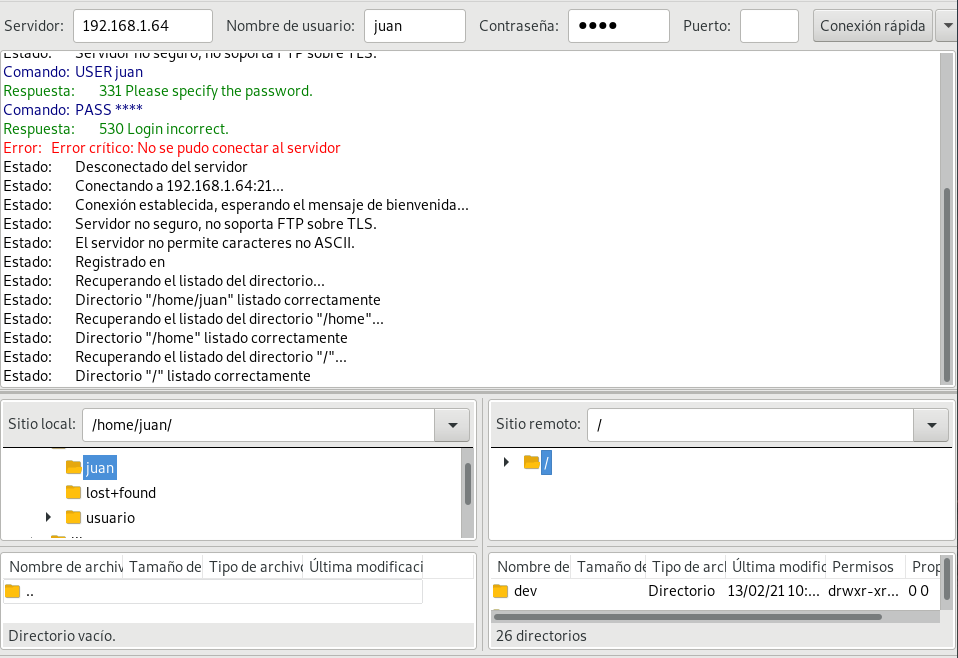 Servidor: 192.168.1.64 Nombre de usuario: juan Contraseña: ●●●● Puerto: Conexión rápida
Estado: Servidor no seguro, no soporta FTP sobre TLS.
Comando: USER juan
Respuesta: 331 Please specify the password.
Comando: PASS ****
Respuesta: 530 Login incorrect.
Error: Error crítico: No se pudo conectar al servidor
Estado: Desconectado del servidor
Estado: Conectando a 192.168.1.64:21...
Estado: Conexión establecida, esperando el mensaje de bienvenida...
Estado: Servidor no seguro, no soporta FTP sobre TLS.
Estado: El servidor no permite caracteres no ASCII.
Estado: Registrado en
Estado: Recuperando el listado del directorio...
Estado: Directorio "/home/juan" listado correctamente
Estado: Recuperando el listado del directorio "/home"...
Estado: Directorio "/home" listado correctamente
Estado: Recuperando el listado del directorio "/"...
Estado: Directorio "/" listado correctamente
Sitio local: /home/juan/
juan
lost+found
usuario
Nombre de archiv Tamaño de Tipo de archivo Última modificaci
..
Directorio vacío.
Sitio remoto: /
/
Nombre de Tamaño de Tipo de arc Última modific Permisos Prop
dev Directorio 13/02/21 10:... drwxr-xr... 0 0
26 directorios